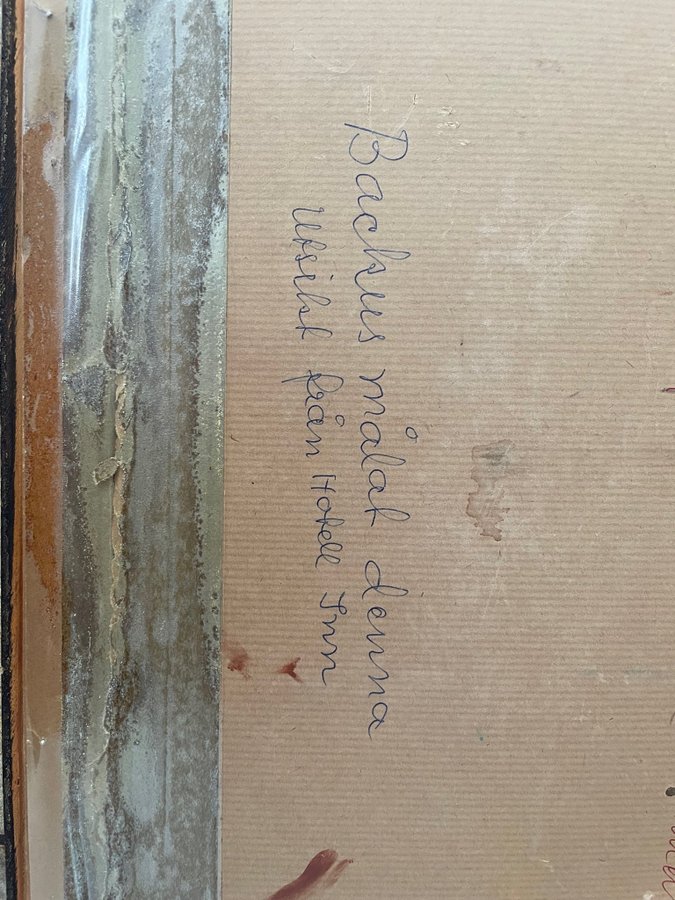 Backus målat denna
Utsikt från Hotell Inn